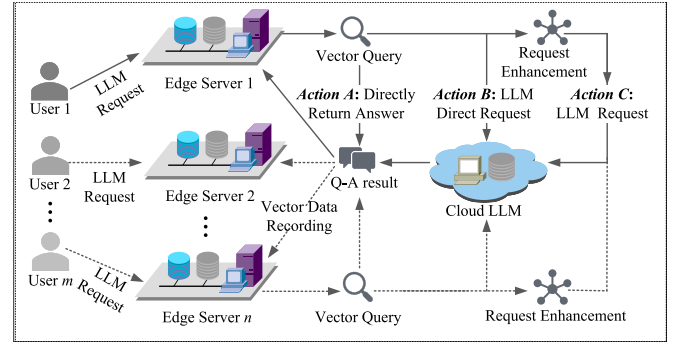 User 1
LLM
Request
Edge Server 1
Vector Query
Request
Enhancement
Action A: Directly
Return Answer
Action B: LLM
Direct Request
Action C:
LLM Request
User 2
LLM
Request
Edge Server 2
Q-A result
Cloud LLM
Vector Data
Recording
User m
LLM
Request
Edge Server n
Vector Query
Request Enhancement